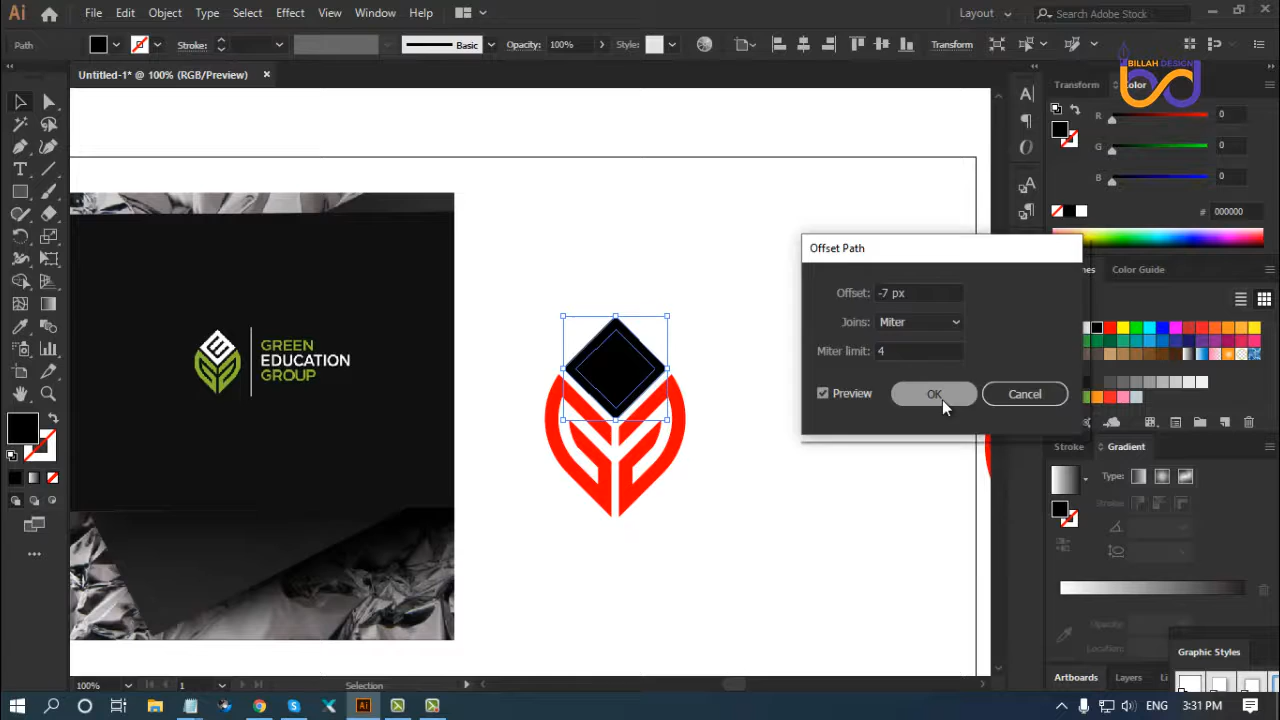 Ai File Edit Object Type Select Effect View Window Help Layout Search Adobe Stock
Path Stroke: Basic Opacity: 100% Style: Transform
Untitled-1* @ 100% (RGB/Preview)
BILLAH DESIGN
Transform Color
R 0
G 0
B 0
# 000000
Offset Path
Offset: -7 px
Joins: Miter
Miter limit: 4
Preview OK Cancel
Color Guide
GREEN
EDUCATION
GROUP
Stroke Gradient
Type:
Opacity:
Location:
Graphic Styles
Artboards Layers
100% 1 Selection
ENG 3:31 PM